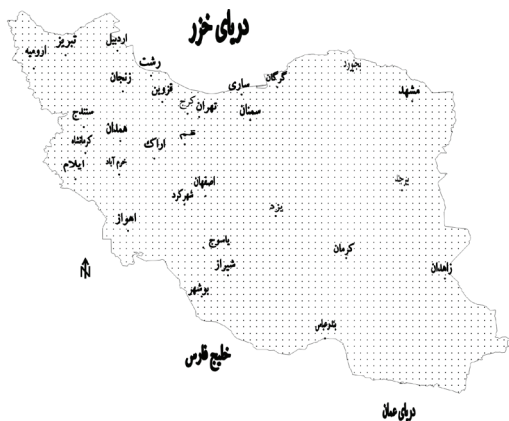 دریای خزر
اردبیل
تبریز
ارومیه
رشت
زنجان
قزوین
کرج
تهران
ساری
گرگان
بجنورد
مشهد
سمنان
سنندج
همدان
کرمانشاه
اراک
قم
ایلام
خرم آباد
اصفهان
شهرکرد
یزد
بیرجند
اهواز
یاسوج
کرمان
زاهدان
شیراز
بوشهر
بندرعباس
N
خلیج فارس
دریای عمان